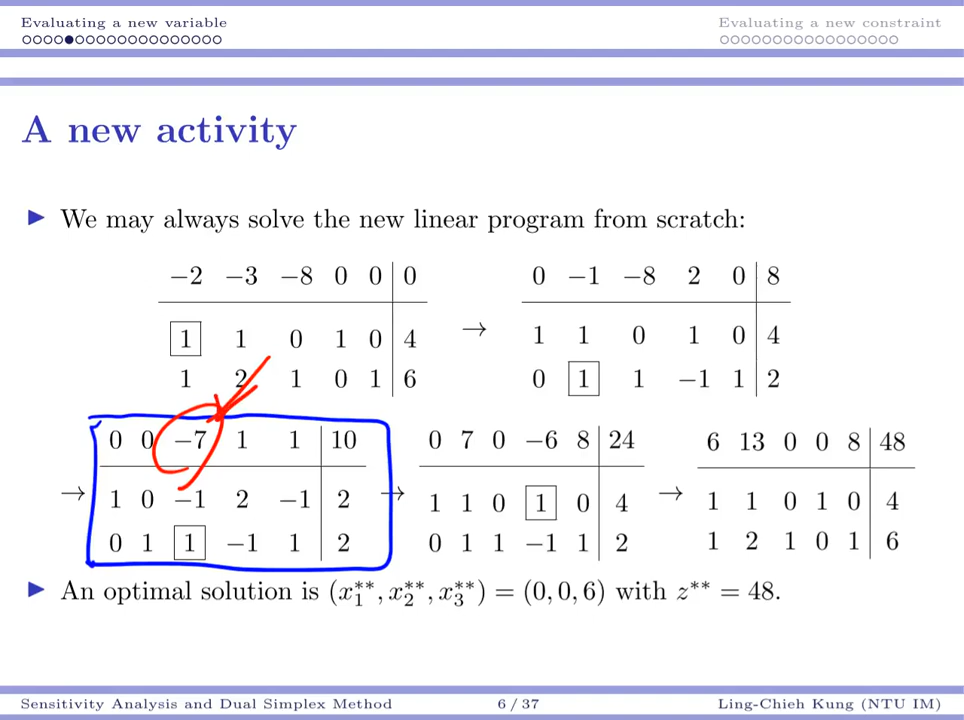 Evaluating a new variable Evaluating a new constraint
A new activity
▶ We may always solve the new linear program from scratch:
−2 −3 −8 0 0 | 0 0 −1 −8 2 0 | 8
1 1 0 1 0 | 4 → 1 1 0 1 0 | 4
1 2 1 0 1 | 6 0 1 1 −1 1 | 2
0 0 −7 1 1 | 10 0 7 0 −6 8 | 24 6 13 0 0 8 | 48
→ 1 0 −1 2 −1 | 2 → 1 1 0 1 0 | 4 → 1 1 0 1 0 | 4
0 1 1 −1 1 | 2 0 1 1 −1 1 | 2 1 2 1 0 1 | 6
▶ An optimal solution is (x₁**, x₂**, x₃**) = (0, 0, 6) with z** = 48.
Sensitivity Analysis and Dual Simplex Method 6 / 37 Ling-Chieh Kung (NTU IM)